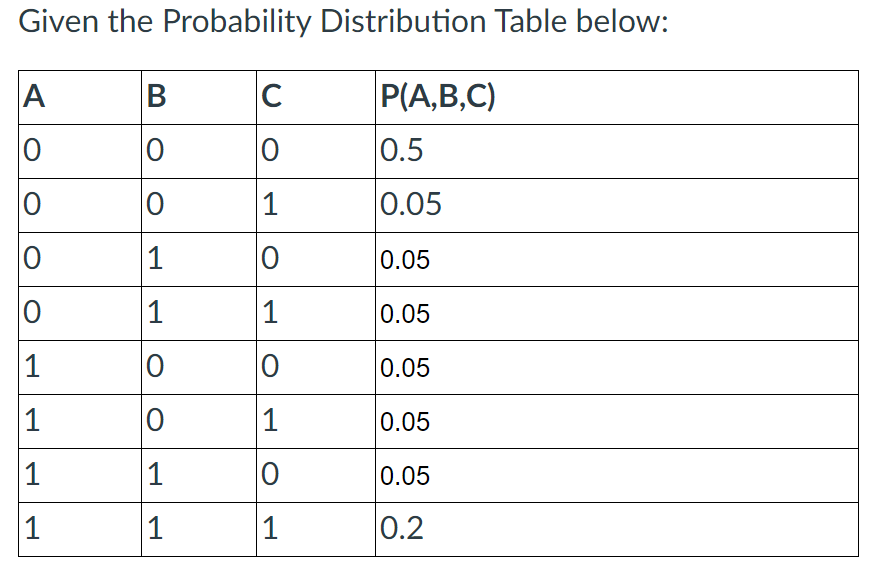 Given the Probability Distribution Table below:
A B C P(A,B,C)
0 0 0 0.5
0 0 1 0.05
0 1 0 0.05
0 1 1 0.05
1 0 0 0.05
1 0 1 0.05
1 1 0 0.05
1 1 1 0.2